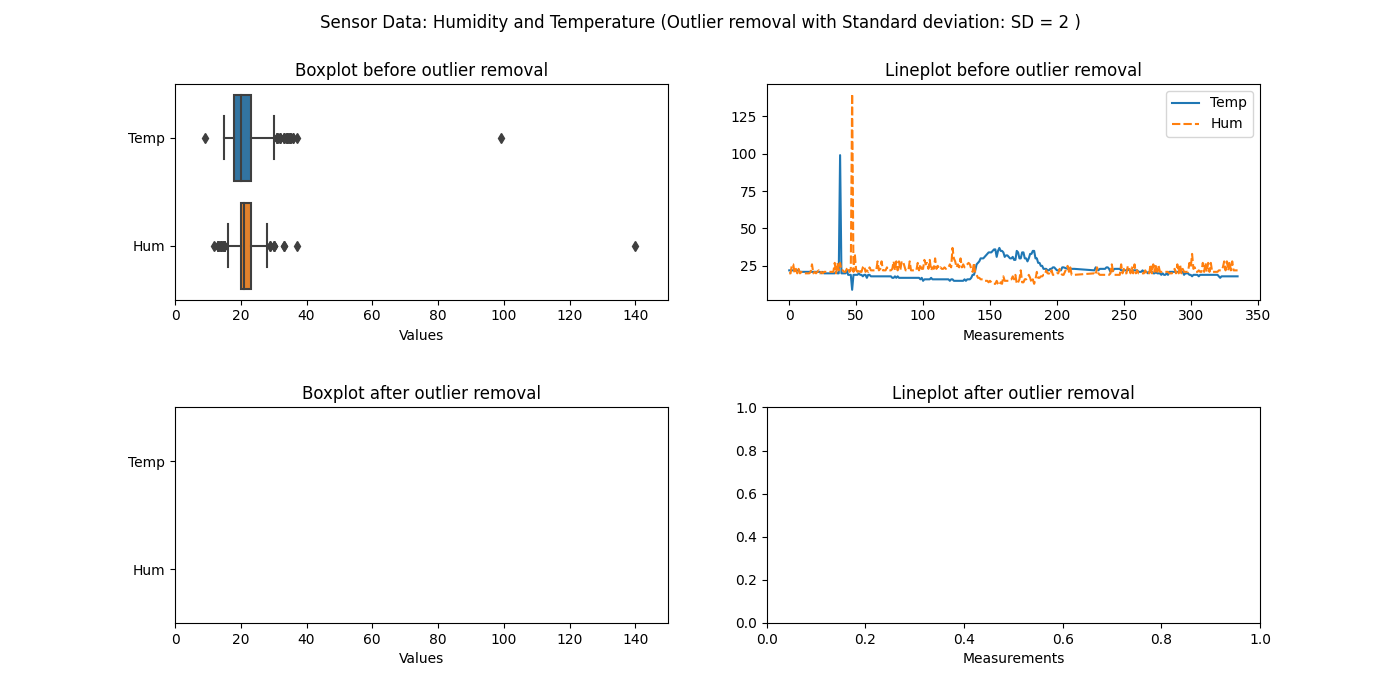 Sensor Data: Humidity and Temperature (Outlier removal with Standard deviation: SD = 2 )
Boxplot before outlier removal
Temp
Hum
0 20 40 60 80 100 120 140
Values
Lineplot before outlier removal
Temp
Hum
125
100
75
50
25
0 50 100 150 200 250 300 350
Measurements
Boxplot after outlier removal
Temp
Hum
0 20 40 60 80 100 120 140
Values
Lineplot after outlier removal
1.0
0.8
0.6
0.4
0.2
0.0
0.0 0.2 0.4 0.6 0.8 1.0
Measurements